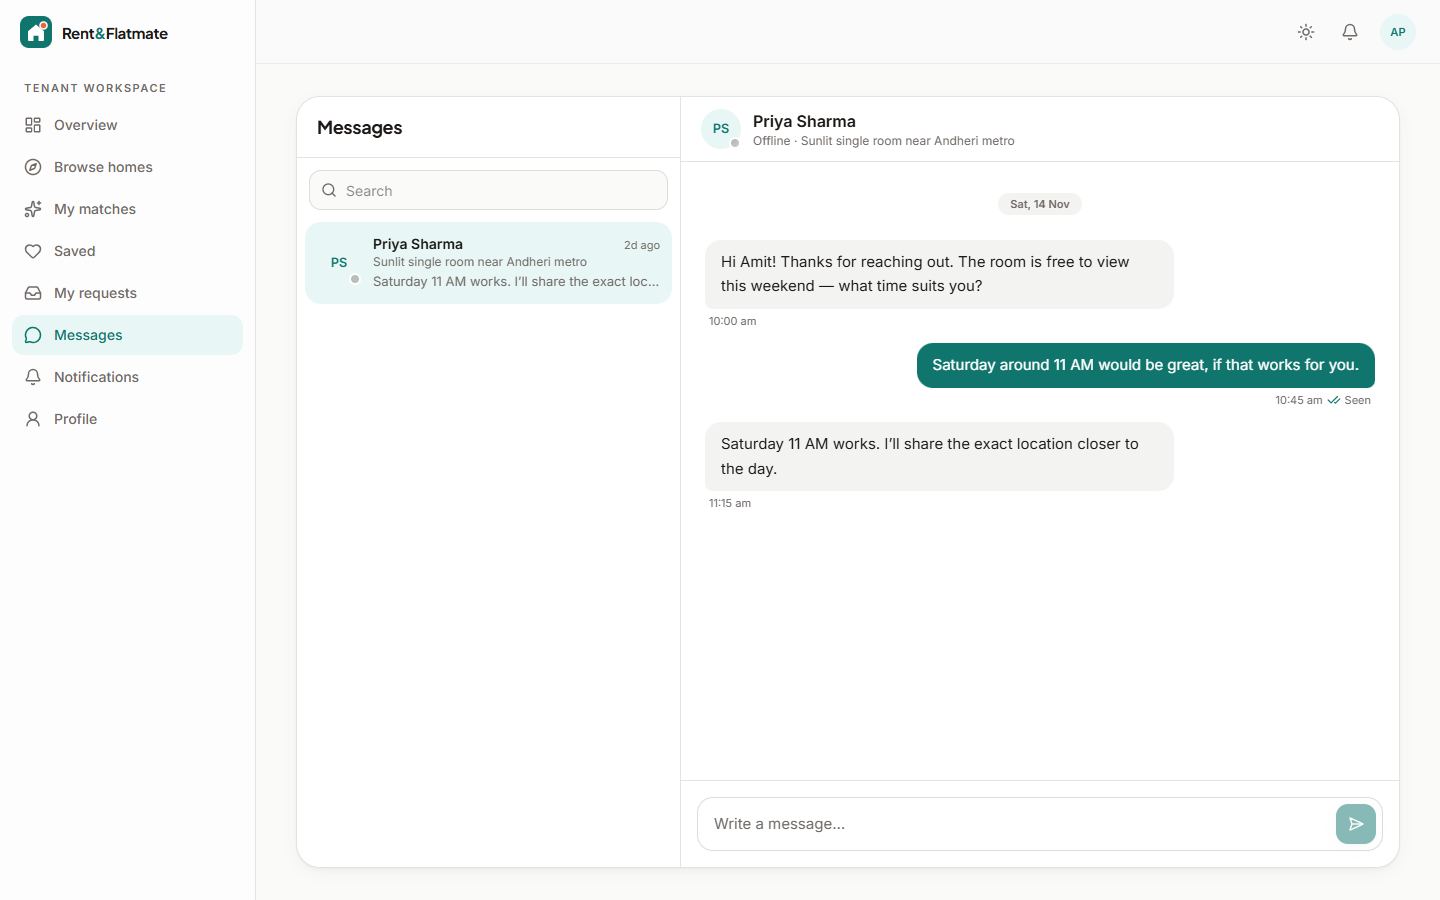 Rent&Flatmate
AP
TENANT WORKSPACE
Overview
Browse homes
My matches
Saved
My requests
Messages
Notifications
Profile
Messages
Search
PS
Priya Sharma
2d ago
Sunlit single room near Andheri metro
Saturday 11 AM works. I’ll share the exact loc...
PS
Priya Sharma
Offline · Sunlit single room near Andheri metro
Sat, 14 Nov
Hi Amit! Thanks for reaching out. The room is free to view
this weekend — what time suits you?
10:00 am
Saturday around 11 AM would be great, if that works for you.
10:45 am Seen
Saturday 11 AM works. I’ll share the exact location closer to
the day.
11:15 am
Write a message...